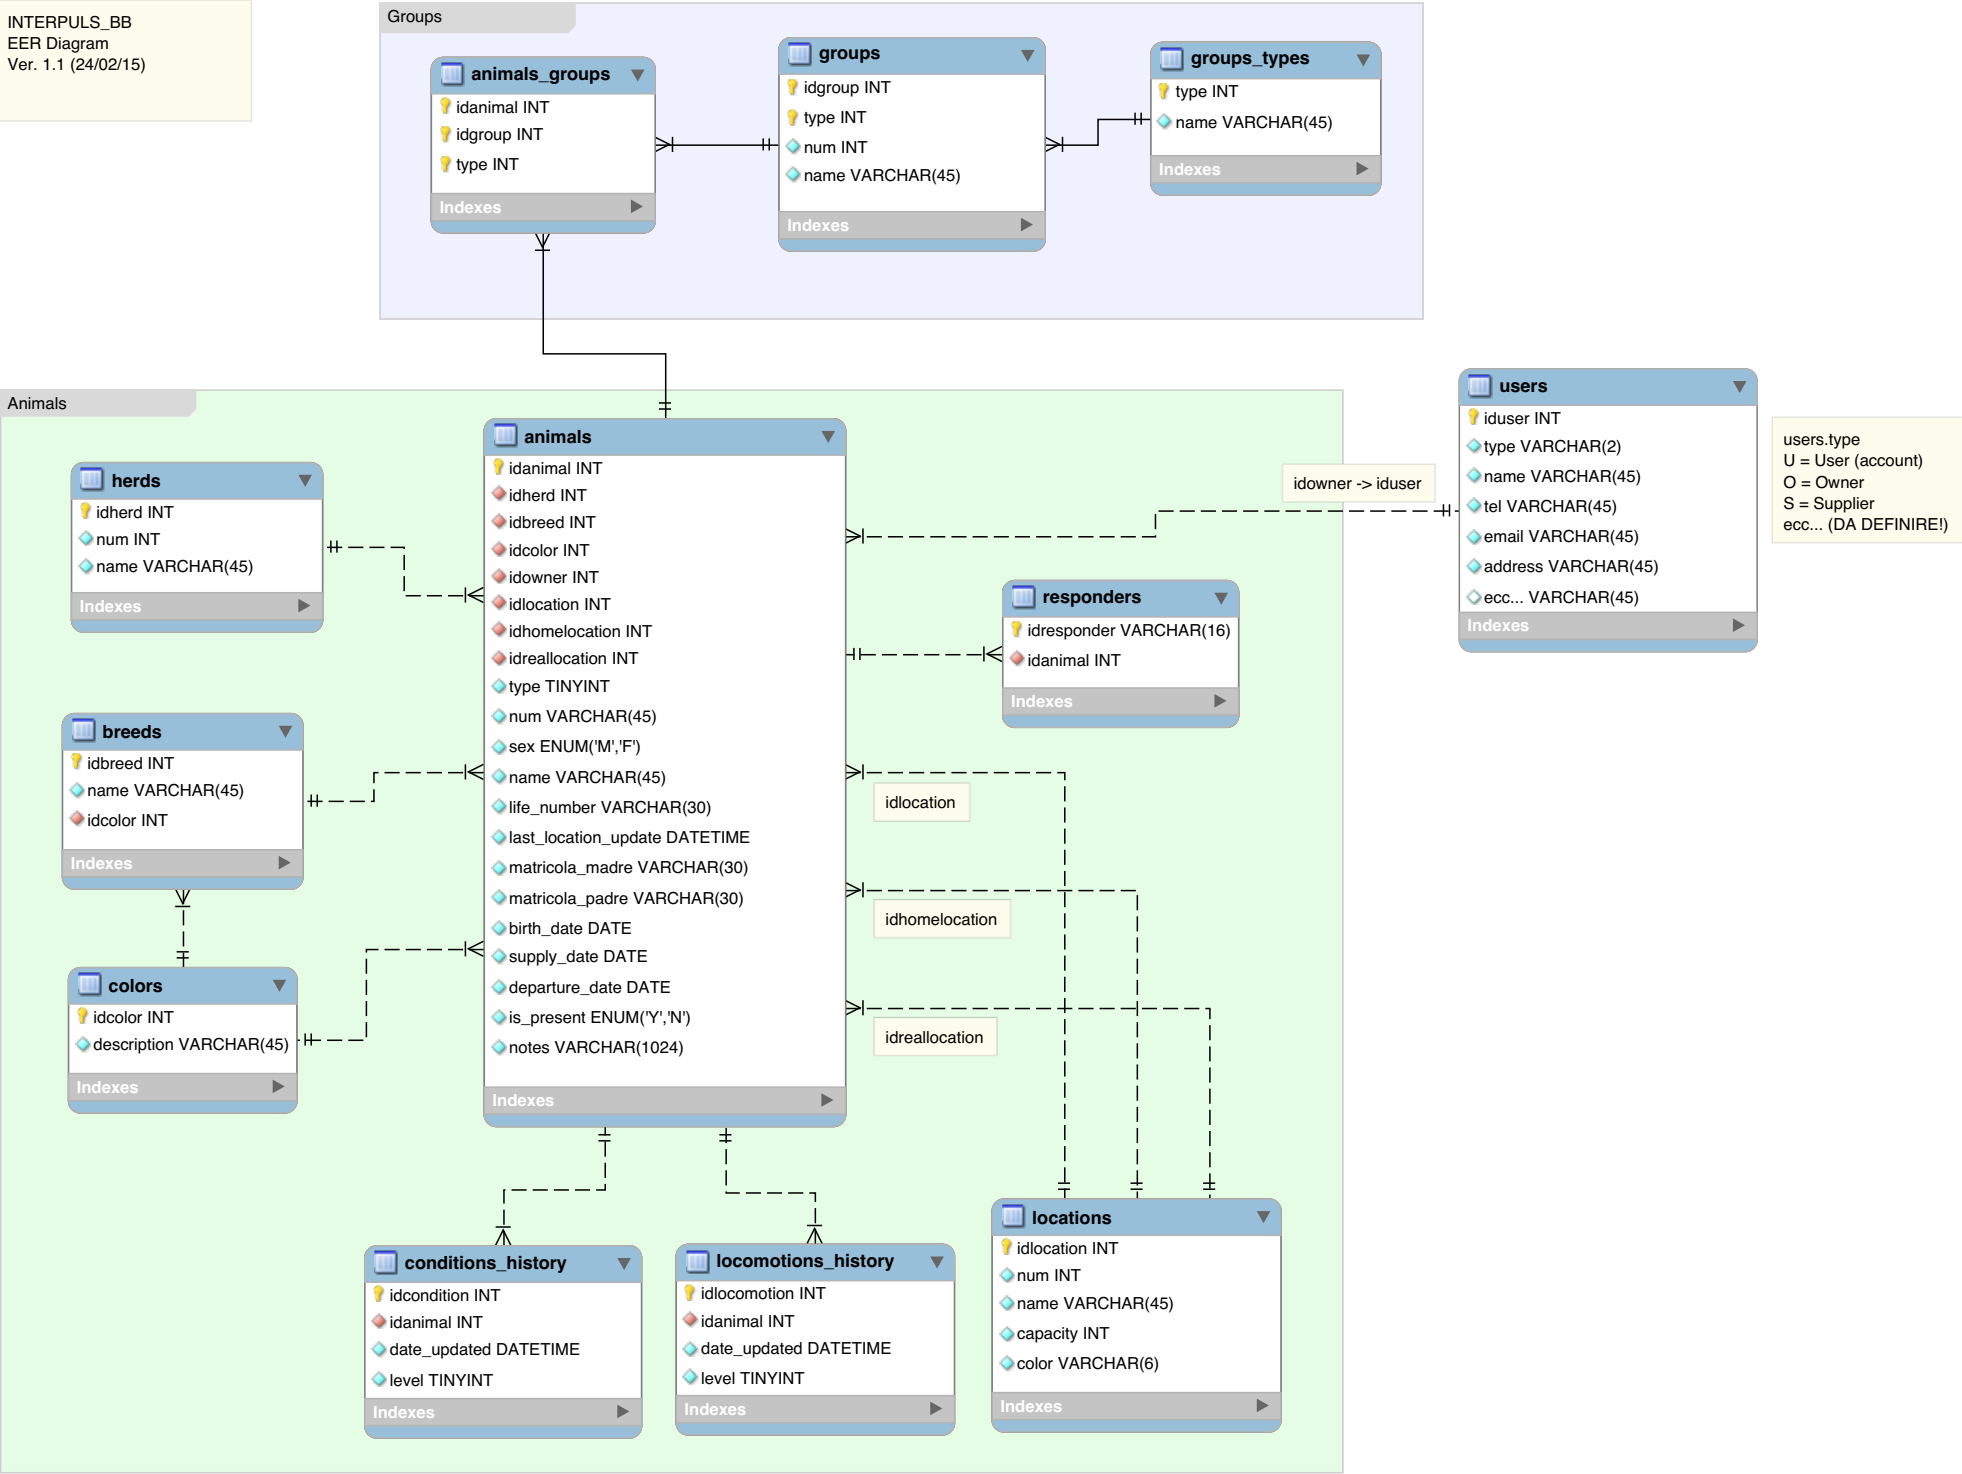 INTERPULS_BB
EER Diagram
Ver. 1.1 (24/02/15)
Groups
animals_groups
idanimal INT
idgroup INT
type INT
Indexes
groups
idgroup INT
type INT
num INT
name VARCHAR(45)
Indexes
groups_types
type INT
name VARCHAR(45)
Indexes
Animals
herds
idherd INT
num INT
name VARCHAR(45)
Indexes
breeds
idbreed INT
name VARCHAR(45)
idcolor INT
Indexes
colors
idcolor INT
description VARCHAR(45)
Indexes
animals
idanimal INT
idherd INT
idbreed INT
idcolor INT
idowner INT
idlocation INT
idhomelocation INT
idreallocation INT
type TINYINT
num VARCHAR(45)
sex ENUM('M','F')
name VARCHAR(45)
life_number VARCHAR(30)
last_location_update DATETIME
matricola_madre VARCHAR(30)
matricola_padre VARCHAR(30)
birth_date DATE
supply_date DATE
departure_date DATE
is_present ENUM('Y','N')
notes VARCHAR(1024)
Indexes
idowner -> iduser
users
iduser INT
type VARCHAR(2)
name VARCHAR(45)
tel VARCHAR(45)
email VARCHAR(45)
address VARCHAR(45)
ecc... VARCHAR(45)
Indexes
users.type
U = User (account)
O = Owner
S = Supplier
ecc... (DA DEFINIRE!)
responders
idresponder VARCHAR(16)
idanimal INT
Indexes
idlocation
idhomelocation
idreallocation
conditions_history
idcondition INT
idanimal INT
date_updated DATETIME
level TINYINT
Indexes
locomotions_history
idlocomotion INT
idanimal INT
date_updated DATETIME
level TINYINT
Indexes
locations
idlocation INT
num INT
name VARCHAR(45)
capacity INT
color VARCHAR(6)
Indexes